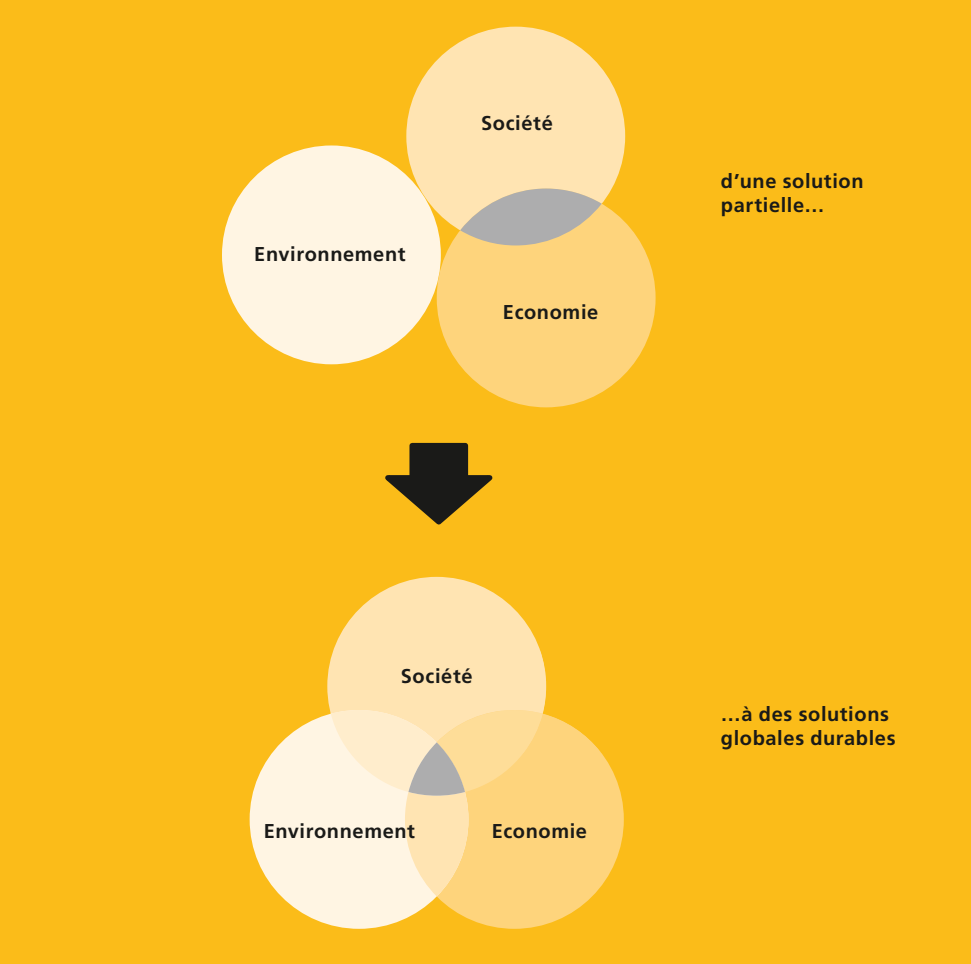 Société
d’une solution
partielle…
Environnement
Economie
Société
…à des solutions
globales durables
Environnement
Economie